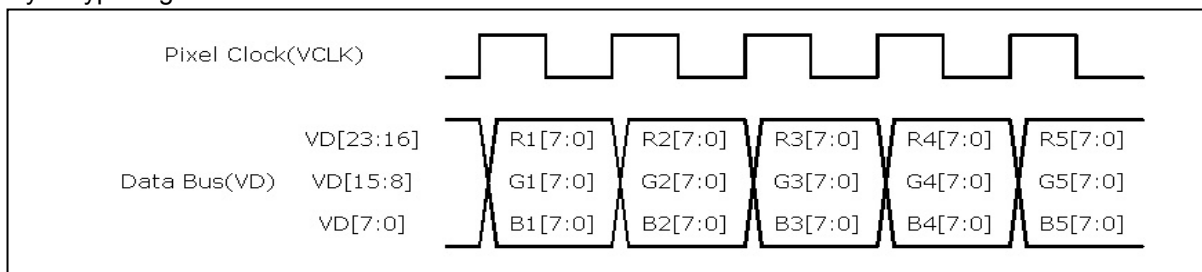 Pixel Clock(VCLK)
VD[23:16] R1[7:0] R2[7:0] R3[7:0] R4[7:0] R5[7:0]
Data Bus(VD) VD[15:8] G1[7:0] G2[7:0] G3[7:0] G4[7:0] G5[7:0]
VD[7:0] B1[7:0] B2[7:0] B3[7:0] B4[7:0] B5[7:0]